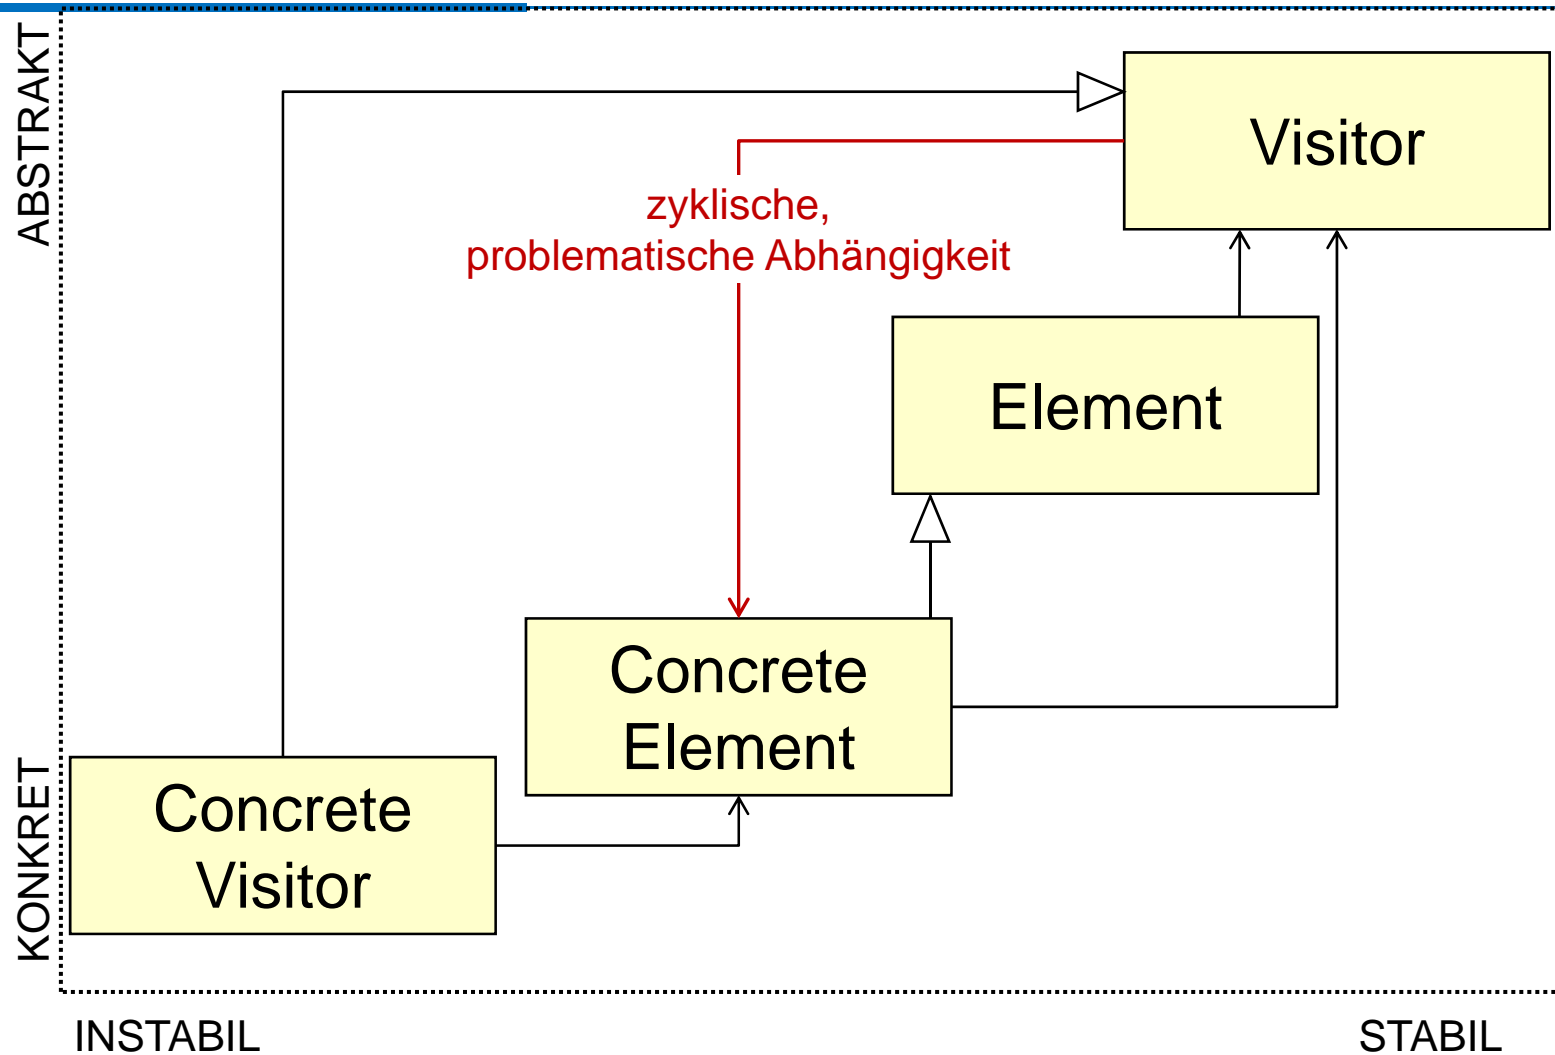 ABSTRAKT
Visitor
zyklische,
problematische Abhängigkeit
Element
Concrete
Element
KONKRET
Concrete
Visitor
INSTABIL
STABIL